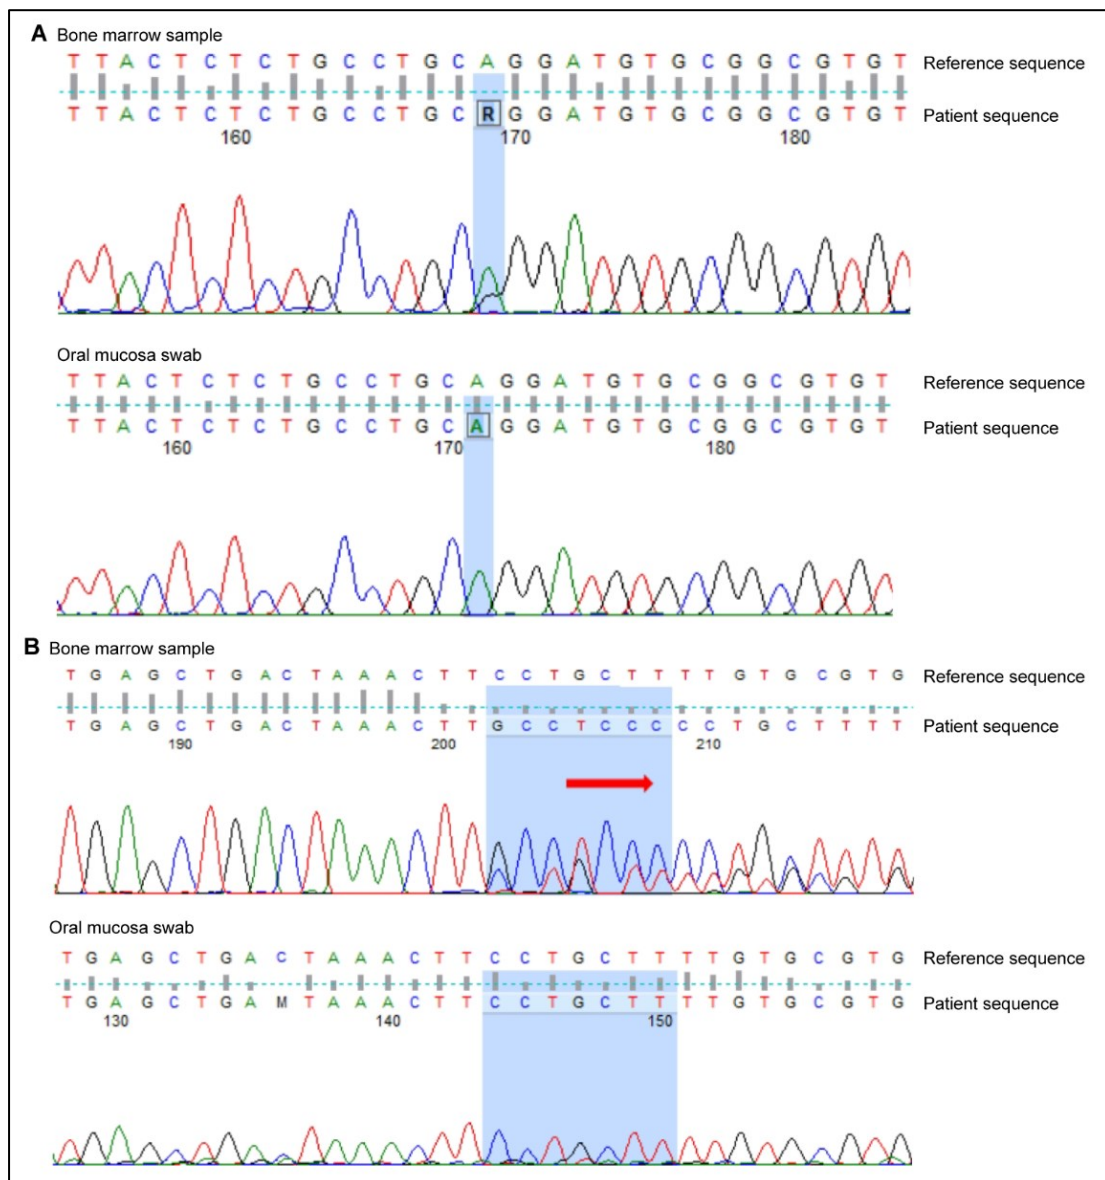 A Bone marrow sample
T T A C T C T C T G C C T G C A G G A T G T G C G G C G T G T Reference sequence
T T A C T C T C T G C C T G C R G G A T G T G C G G C G T G T Patient sequence
160 170 180
Oral mucosa swab
T T A C T C T C T G C C T G C A G G A T G T G C G G C G T G T Reference sequence
T T A C T C T C T G C C T G C A G G A T G T G C G G C G T G T Patient sequence
160 170 180
B Bone marrow sample
T G A G C T G A C T A A A C T T C C T G C T T T T G T G C G T G Reference sequence
T G A G C T G A C T A A A C T T G C C T C C C C C T G C T T T T Patient sequence
190 200 210
Oral mucosa swab
T G A G C T G A C T A A A C T T C C T G C T T T T G T G C G T G Reference sequence
T G A G C T G A M T A A A C T T C C T G C T T T T G T G C G T G Patient sequence
130 140 150